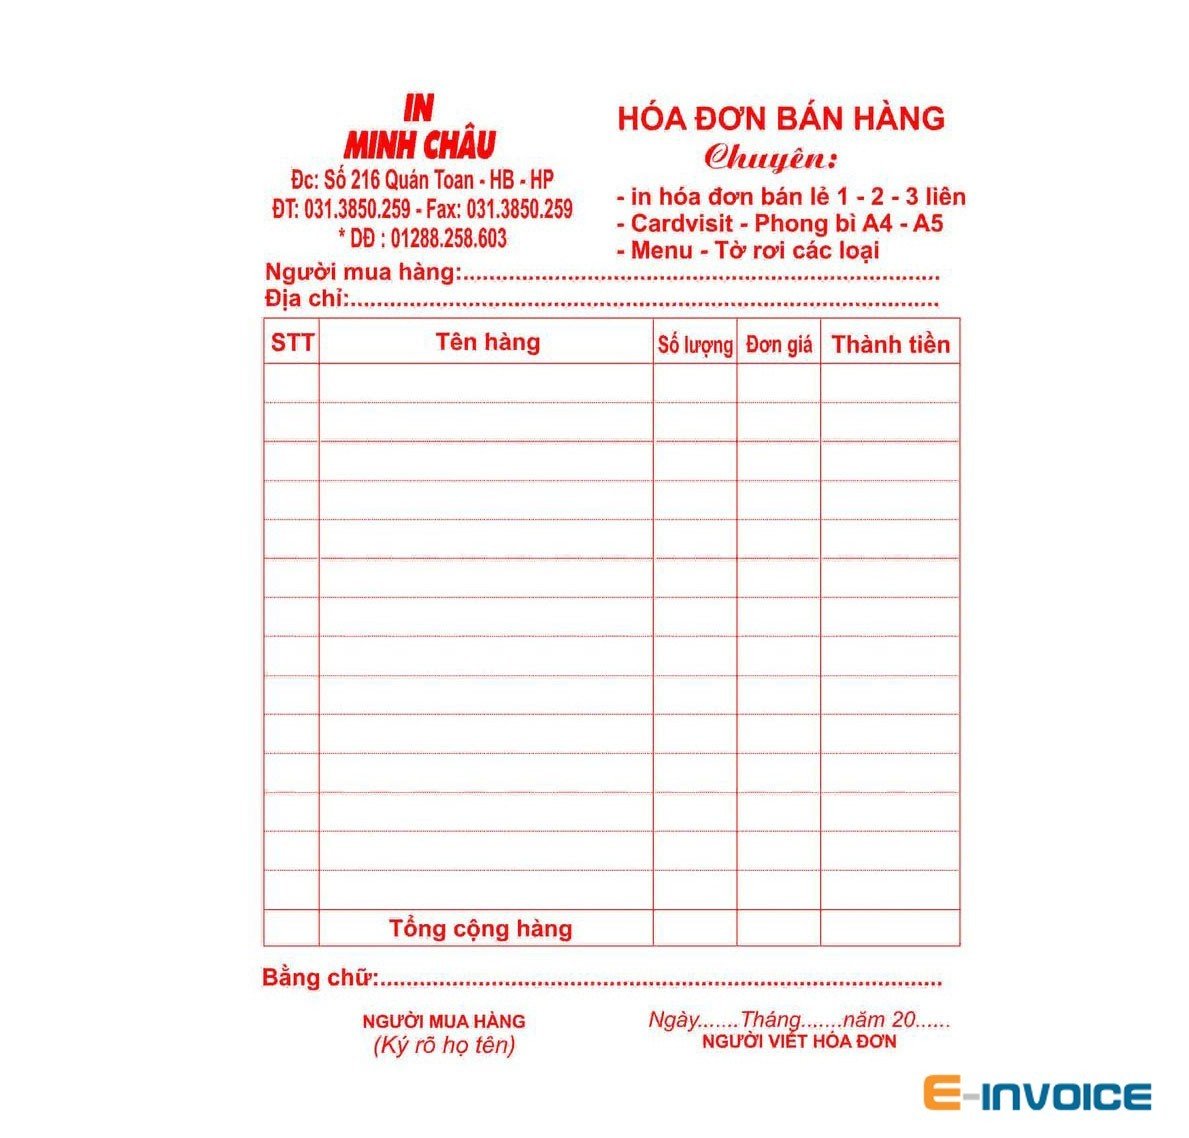 IN
MINH CHÂU
Đc: Số 216 Quán Toan - HB - HP
ĐT: 031.3850.259 - Fax: 031.3850.259
* DĐ : 01288.258.603
HÓA ĐƠN BÁN HÀNG
Chuyên:
- in hóa đơn bán lẻ 1 - 2 - 3 liên
- Cardvisit - Phong bì A4 - A5
- Menu - Tờ rơi các loại
Người mua hàng:........................................................................
Địa chỉ:.........................................................................................
STT Tên hàng Số lượng Đơn giá Thành tiền
Tổng cộng hàng
Bằng chữ:.....................................................................................
NGƯỜI MUA HÀNG
(Ký rõ họ tên)
Ngày.......Tháng.......năm 20......
NGƯỜI VIẾT HÓA ĐƠN
E-INVOICE